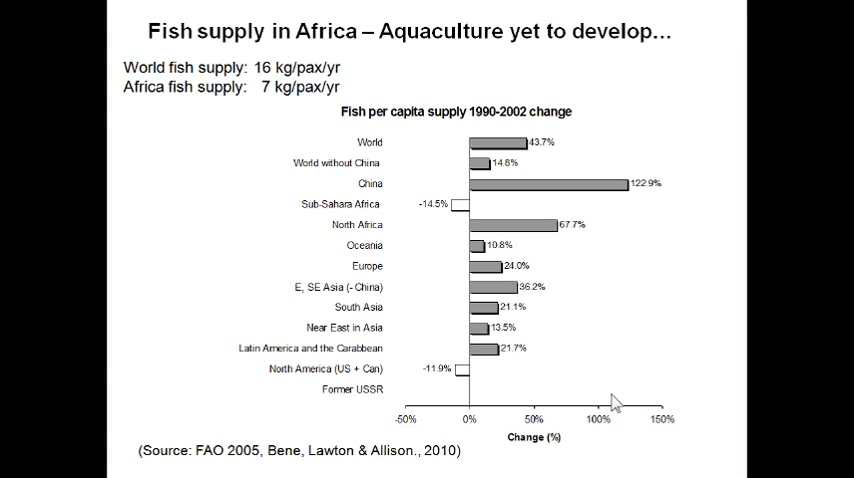 Fish supply in Africa – Aquaculture yet to develop...
World fish supply: 16 kg/pax/yr
Africa fish supply: 7 kg/pax/yr
Fish per capita supply 1990-2002 change
World 43.7%
World without China 14.8%
China 122.9%
Sub-Sahara Africa -14.5%
North Africa 67.7%
Oceania 10.8%
Europe 24.0%
E, SE Asia (- China) 36.2%
South Asia 21.1%
Near East in Asia 13.5%
Latin America and the Carabbean 21.7%
North America (US + Can) -11.9%
Former USSR
-50% 0% 50% 100% 150%
Change (%)
(Source: FAO 2005, Bene, Lawton & Allison., 2010)